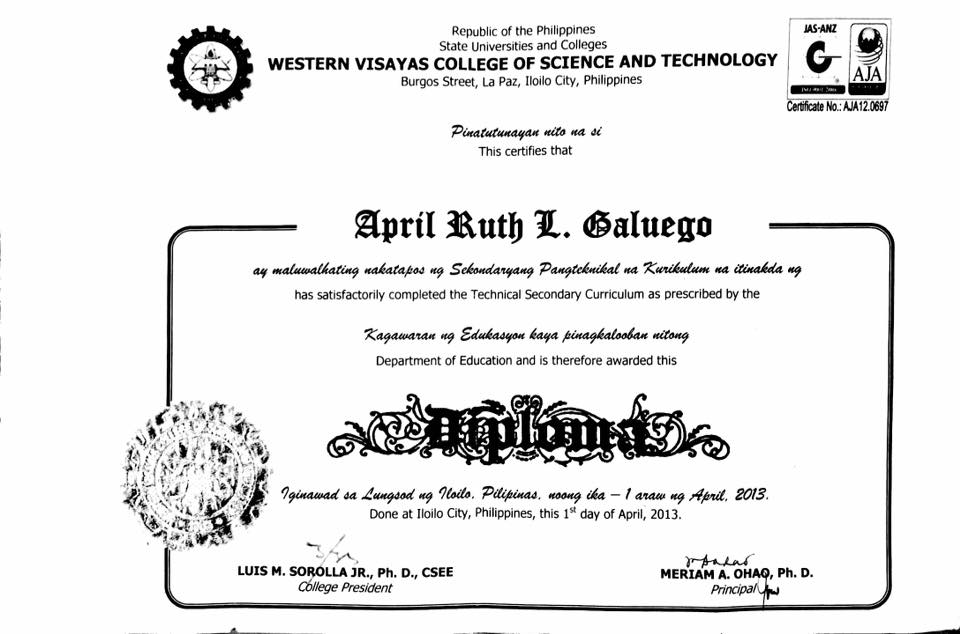 Republic of the Philippines
State Universities and Colleges
WESTERN VISAYAS COLLEGE OF SCIENCE AND TECHNOLOGY
Burgos Street, La Paz, Iloilo City, Philippines
JAS-ANZ
AJA
Certificate No.: AJA12.0697
Pinatutunayan nito na si
This certifies that
April Ruth L. Galuego
ay maluwalhating nakatapos ng Sekondaryang Pangteknikal na Kurikulum na itinakda ng
has satisfactorily completed the Technical Secondary Curriculum as prescribed by the
Kagawaran ng Edukasyon kaya pinagkalooban nitong
Department of Education and is therefore awarded this
Diploma
Iginawad sa Lungsod ng Iloilo, Pilipinas, noong ika – 1 araw ng April, 2013.
Done at Iloilo City, Philippines, this 1st day of April, 2013.
LUIS M. SOROLLA JR., Ph. D., CSEE
College President
MERIAM A. OHAO, Ph. D.
Principal